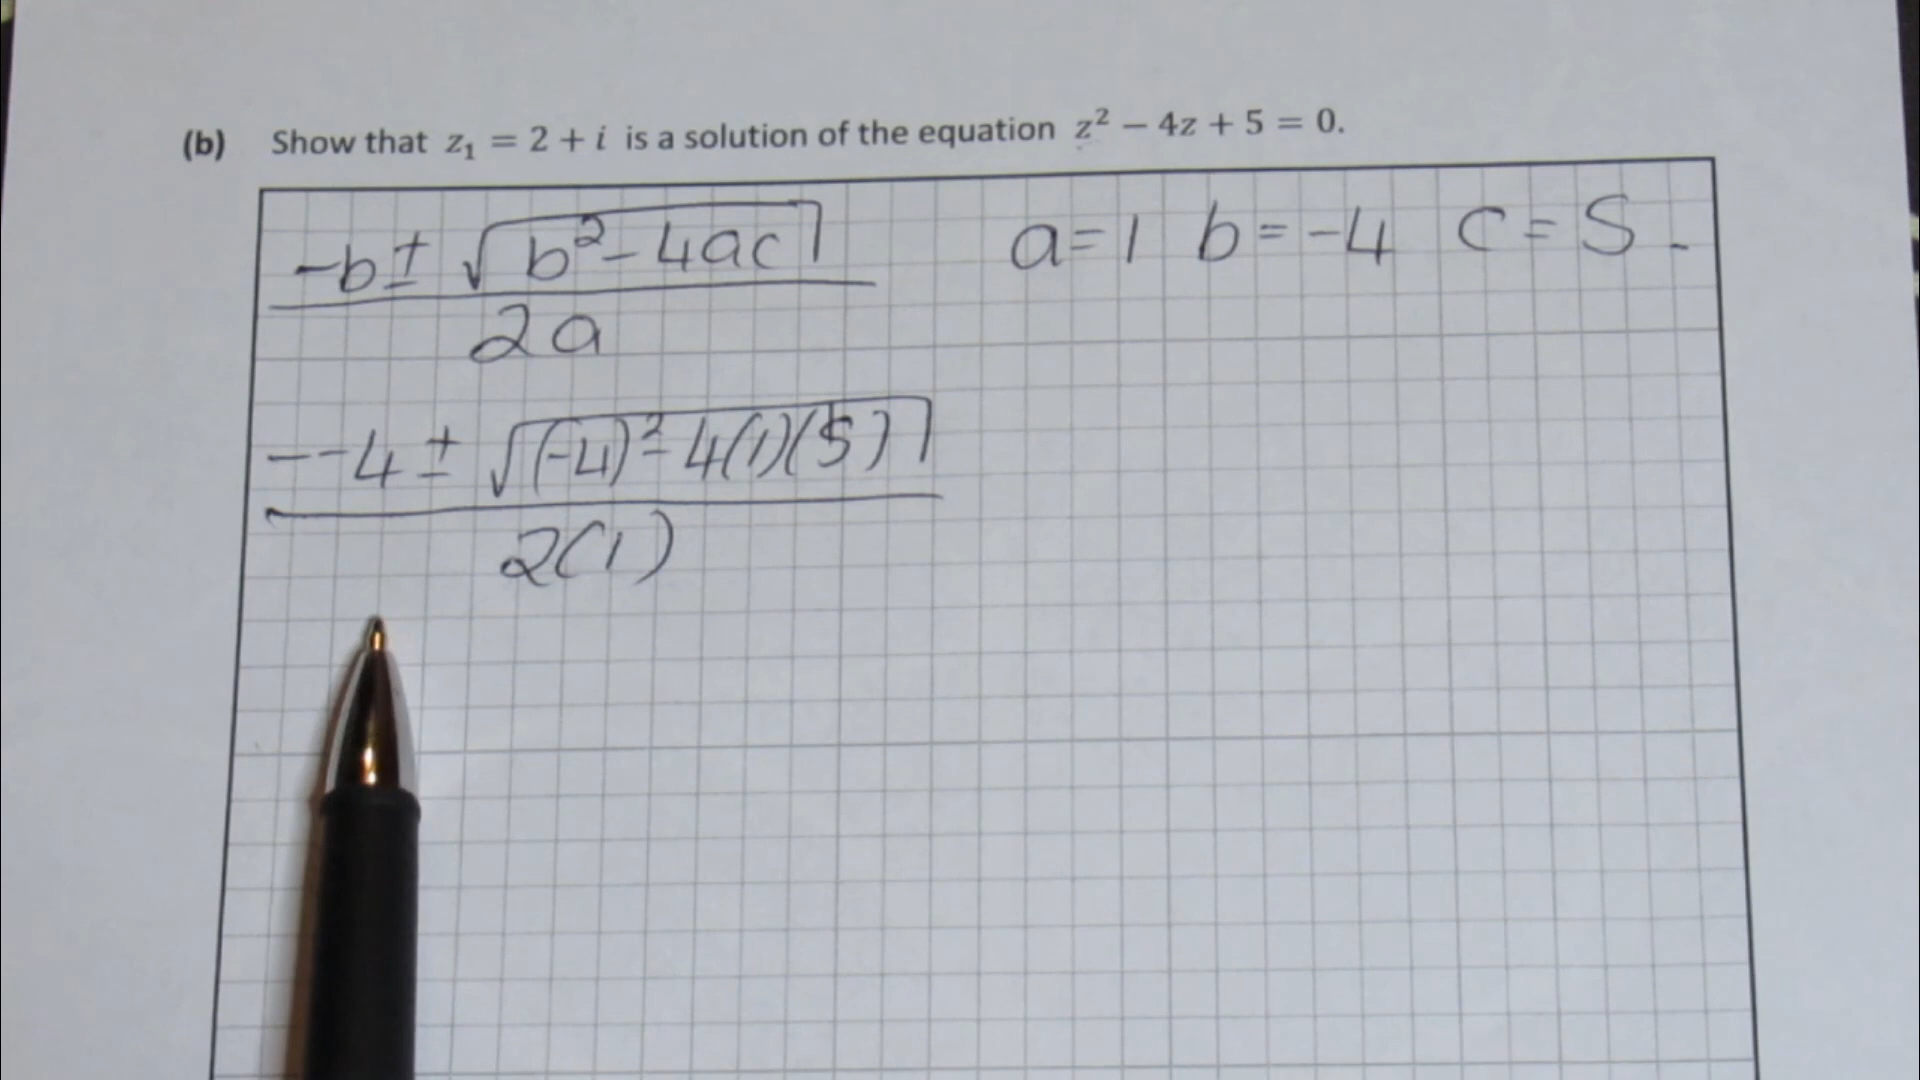 (b) Show that z₁ = 2 + i is a solution of the equation z² − 4z + 5 = 0.
-b ± √(b² - 4ac)   a=1 b=-4 c=5.
2a
--4 ± √((-4)² - 4(1)(5))
2(1)